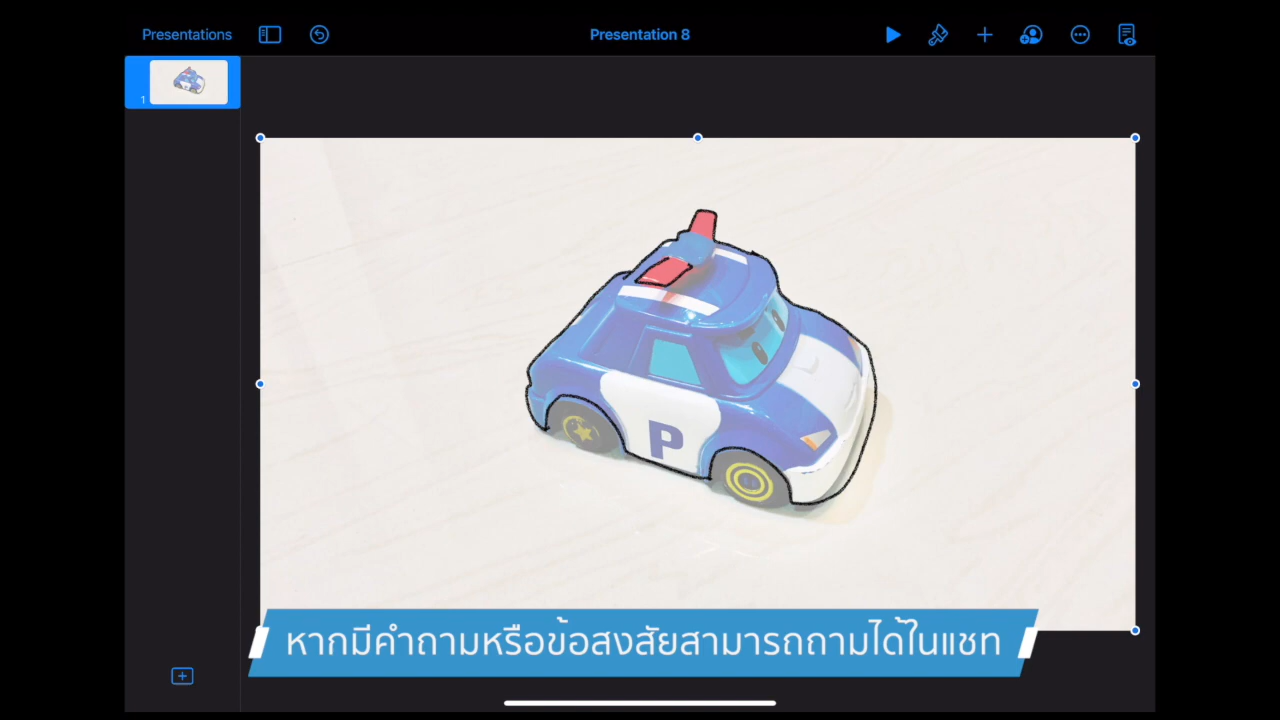 Presentations
Presentation 8
1
P
หากมีคำถามหรือข้อสงสัยสามารถถามได้ในแชท